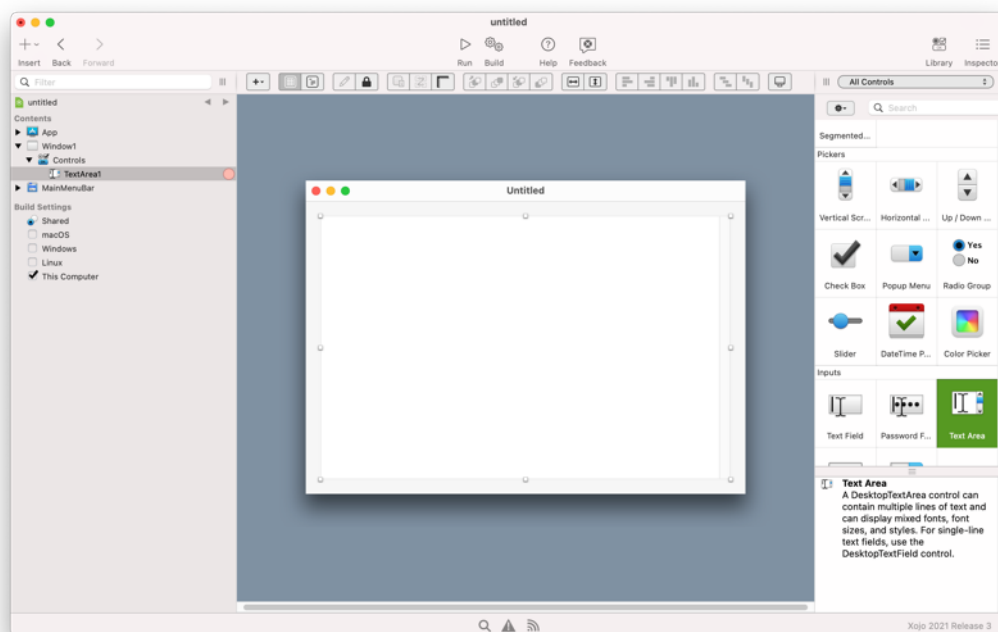 untitled
Insert
Back
Forward
Run
Build
Help
Feedback
Library
Inspecto
Filter
All Controls
untitled
Contents
App
Window1
Controls
TextArea1
MainMenuBar
Build Settings
Shared
macOS
Windows
Linux
This Computer
Untitled
Search
Segmented...
Pickers
Vertical Scr...
Horizontal ...
Up / Down ...
Yes
No
Check Box
Popup Menu
Radio Group
Slider
DateTime P...
Color Picker
Inputs
Text Field
Password F...
Text Area
Text Area
A DesktopTextArea control can
contain multiple lines of text and
can display mixed fonts, font
sizes, and styles. For single-line
text fields, use the
DesktopTextField control.
Xojo 2021 Release 3